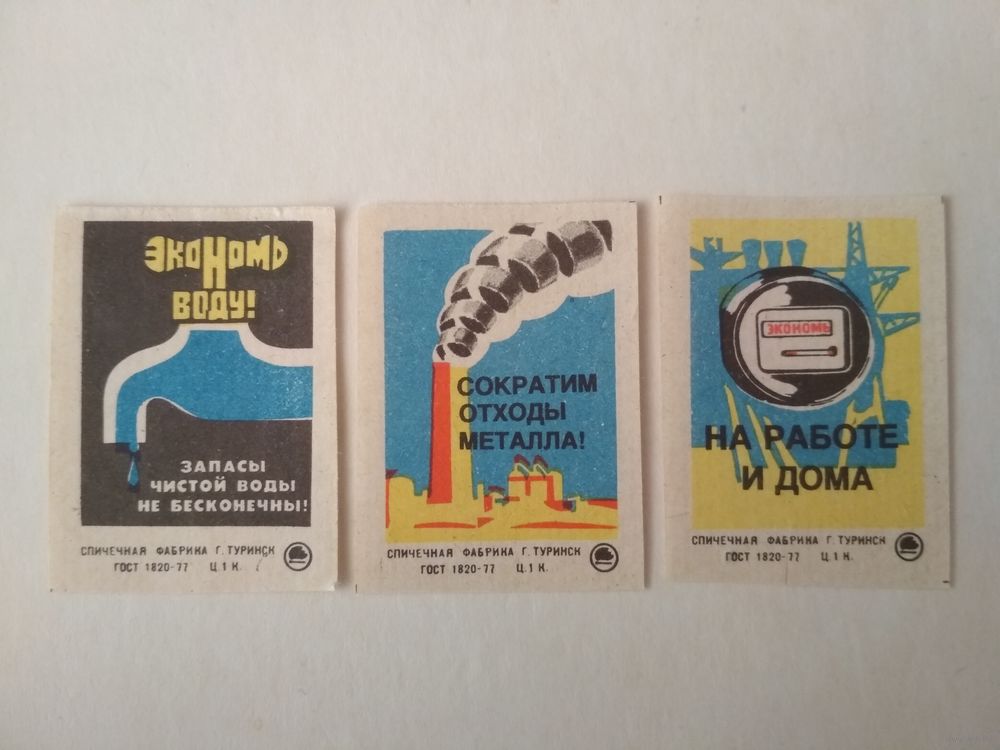 ЭКОНОМЬ
ВОДУ!
ЗАПАСЫ
ЧИСТОЙ ВОДЫ
НЕ БЕСКОНЕЧНЫ!
СПИЧЕЧНАЯ ФАБРИКА Г. ТУРИНСК
ГОСТ 1820-77 Ц.1 К.
СОКРАТИМ
ОТХОДЫ
МЕТАЛЛА!
СПИЧЕЧНАЯ ФАБРИКА Г. ТУРИНСК
ГОСТ 1820-77 Ц.1 К.
ЭКОНОМЬ
НА РАБОТЕ
И ДОМА
СПИЧЕЧНАЯ ФАБРИКА Г. ТУРИНСК
ГОСТ 1820-77 Ц.1 К.